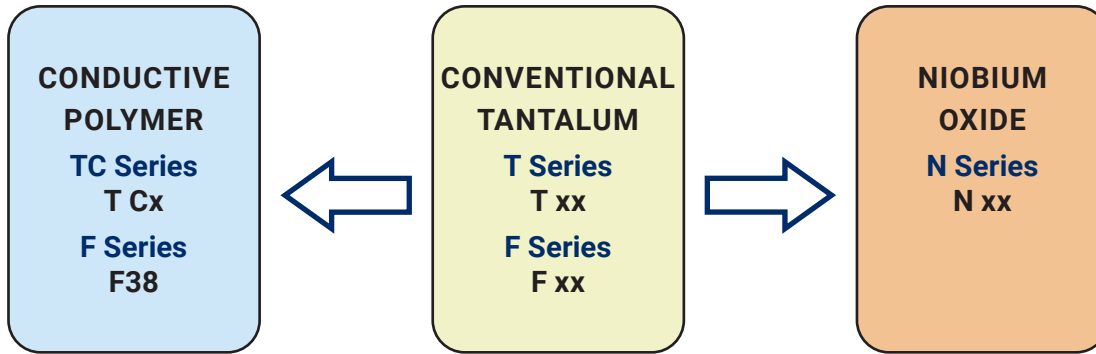 CONDUCTIVE
POLYMER
TC Series
T Cx
F Series
F38
CONVENTIONAL
TANTALUM
T Series
T xx
F Series
F xx
NIOBIUM
OXIDE
N Series
N xx